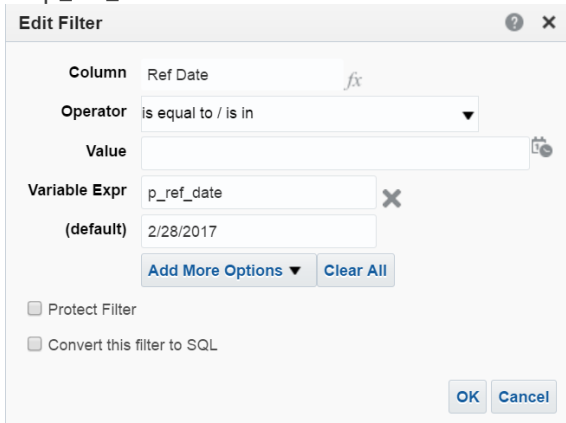 Edit Filter
Column Ref Date fx
Operator is equal to / is in
Value
Variable Expr p_ref_date
(default) 2/28/2017
Add More Options Clear All
Protect Filter
Convert this filter to SQL
OK Cancel